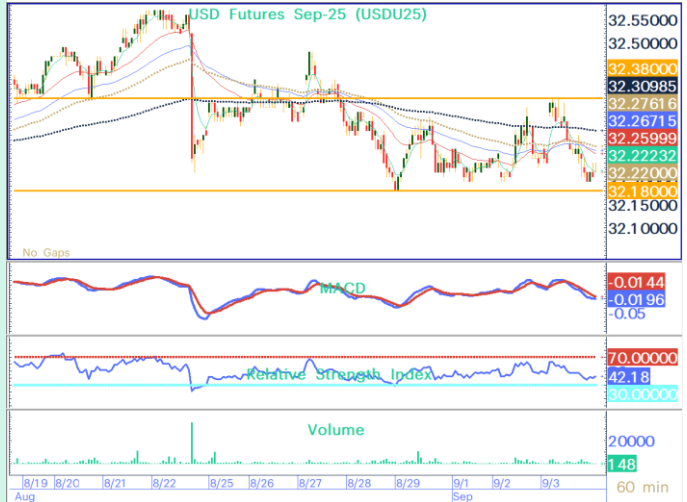 USD Futures Sep-25 (USDU25)
32.55000
32.50000
32.38000
32.30985
32.27616
32.26715
32.25999
32.22232
32.22000
32.18000
32.15000
32.10000
No Gaps
MACD
-0.0144
-0.0196
-0.05
70.00000
Relative Strength Index
42.18
30.00000
Volume
20000
148
8/19 8/20 8/21 8/22 8/25 8/26 8/27 8/28 8/29 9/1 9/2 9/3
60 min
Aug Sep